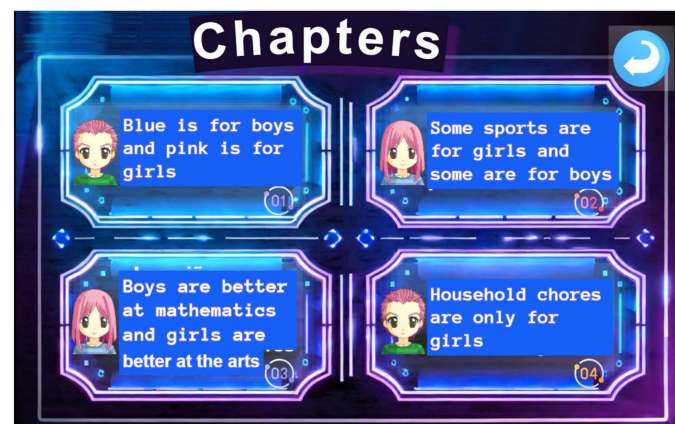 Chapters
Blue is for boys
and pink is for
girls
01
Some sports are
for girls and
some are for boys
02
Boys are better
at mathematics
and girls are
better at the arts
03
Household chores
are only for
girls
04